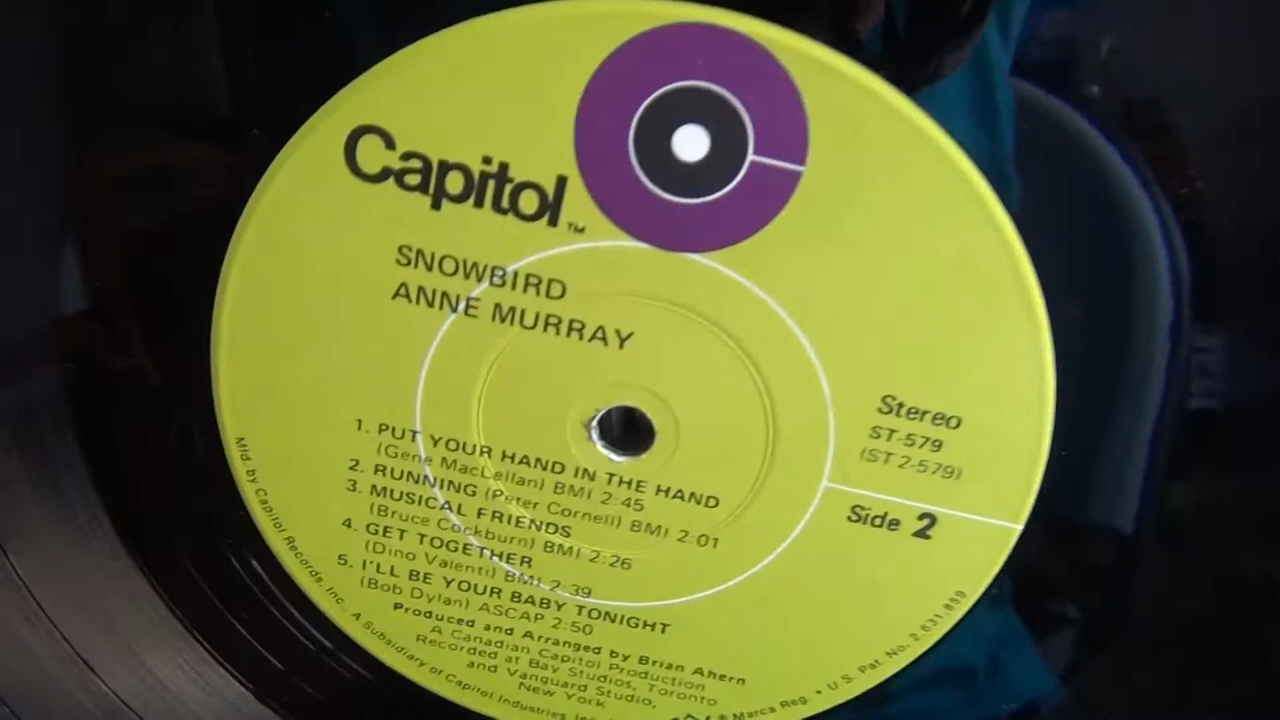 Capitol™
SNOWBIRD
ANNE MURRAY
Stereo
ST-579
(ST 2-579)
Side 2
1. PUT YOUR HAND IN THE HAND
(Gene MacLellan) BMI 2:45
2. RUNNING (Peter Cornell) BMI 2:01
3. MUSICAL FRIENDS
(Bruce Cockburn) BMI 2:26
4. GET TOGETHER
(Dino Valenti) BMI 2:39
5. I'LL BE YOUR BABY TONIGHT
(Bob Dylan) ASCAP 2:50
Produced and Arranged by Brian Ahern
A Canadian Capitol Production
Recorded at Bay Studios, Toronto
and Vanguard Studio,
New York
Mfd. by Capitol Records, Inc., A Subsidiary of Capitol Industries, Inc.
Marca Reg. • U.S. Pat. No. 2,631,859